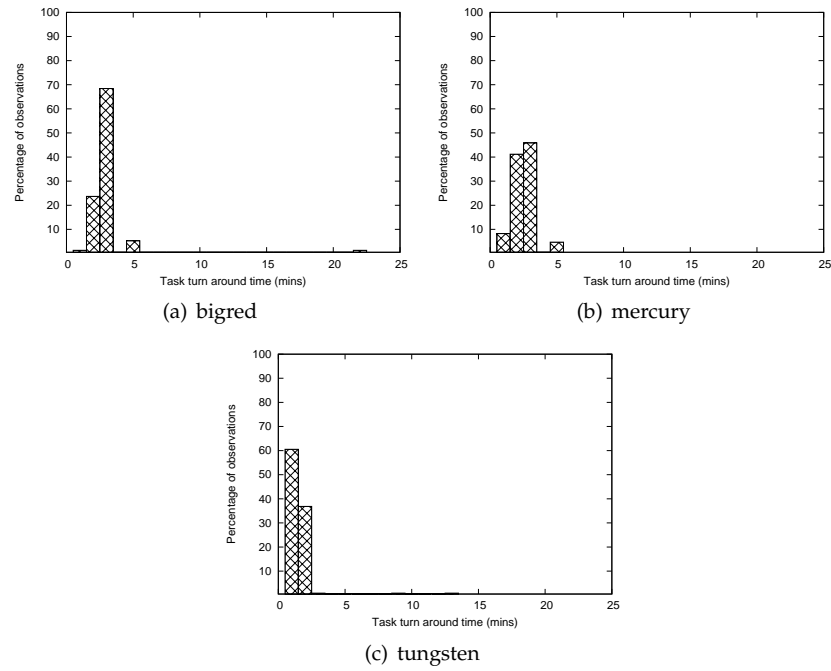 100
90
80
70
60
50
40
30
20
10
Percentage of observations
0 5 10 15 20 25
Task turn around time (mins)
(a) bigred
100
90
80
70
60
50
40
30
20
10
Percentage of observations
0 5 10 15 20 25
Task turn around time (mins)
(b) mercury
100
90
80
70
60
50
40
30
20
10
Percentage of observations
0 5 10 15 20 25
Task turn around time (mins)
(c) tungsten